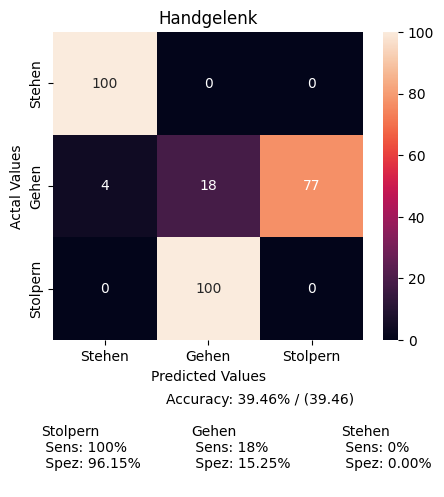 Handgelenk
Stehen 100 0 0 100
80
60
Actal Values Gehen 4 18 77
40
20
Stolpern 0 100 0
0
Stehen Gehen Stolpern
Predicted Values
Accuracy: 39.46% / (39.46)
Stolpern Gehen Stehen
Sens: 100% Sens: 18% Sens: 0%
Spez: 96.15% Spez: 15.25% Spez: 0.00%